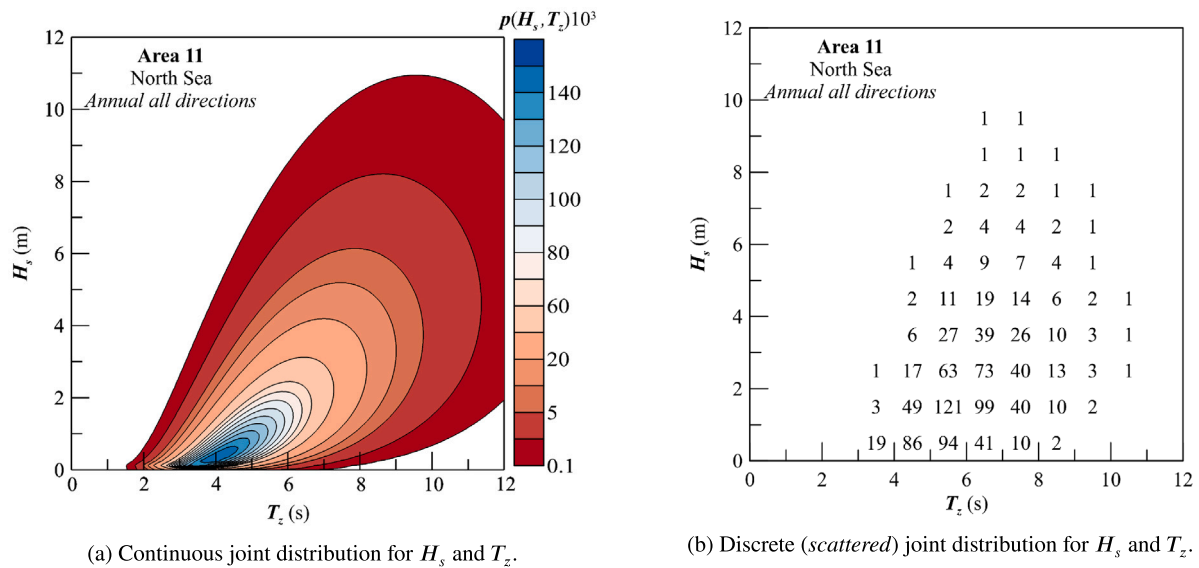 p(Hs,Tz)10³
12
10
8
6
4
2
0
Hs (m)
Area 11
North Sea
Annual all directions
140
120
100
80
60
20
5
0.1
0 2 4 6 8 10 12
Tz (s)
(a) Continuous joint distribution for Hs and Tz.
12
10
8
6
4
2
0
Hs (m)
Area 11
North Sea
Annual all directions
1 1
1 1 1
1 2 2 1 1
2 4 4 2 1
1 4 9 7 4 1
2 11 19 14 6 2 1
6 27 39 26 10 3 1
1 17 63 73 40 13 3 1
3 49 121 99 40 10 2
19 86 94 41 10 2
0 2 4 6 8 10 12
Tz (s)
(b) Discrete (scattered) joint distribution for Hs and Tz.